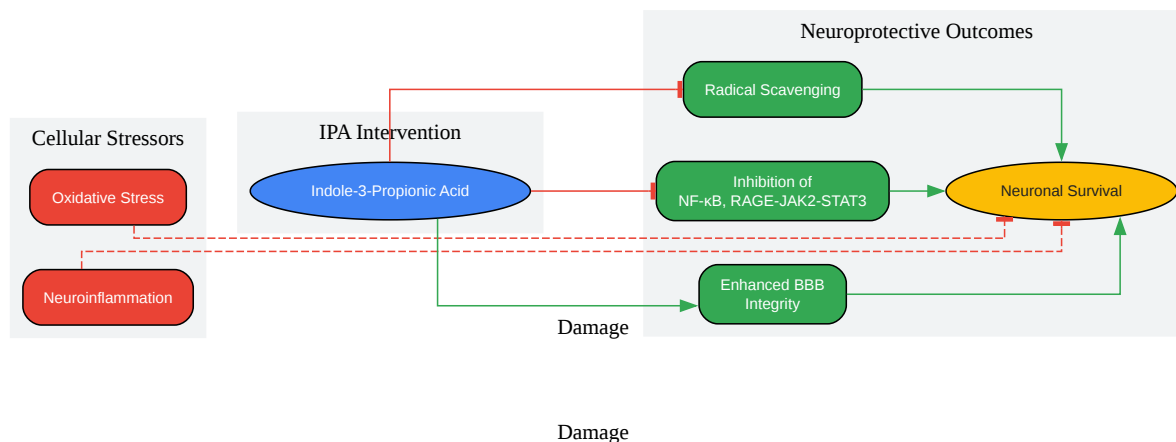 Neuroprotective Outcomes
Radical Scavenging
Cellular Stressors
IPA Intervention
Oxidative Stress
Indole-3-Propionic Acid
Inhibition of
NF-κB, RAGE-JAK2-STAT3
Neuronal Survival
Neuroinflammation
Enhanced BBB
Integrity
Damage
Damage